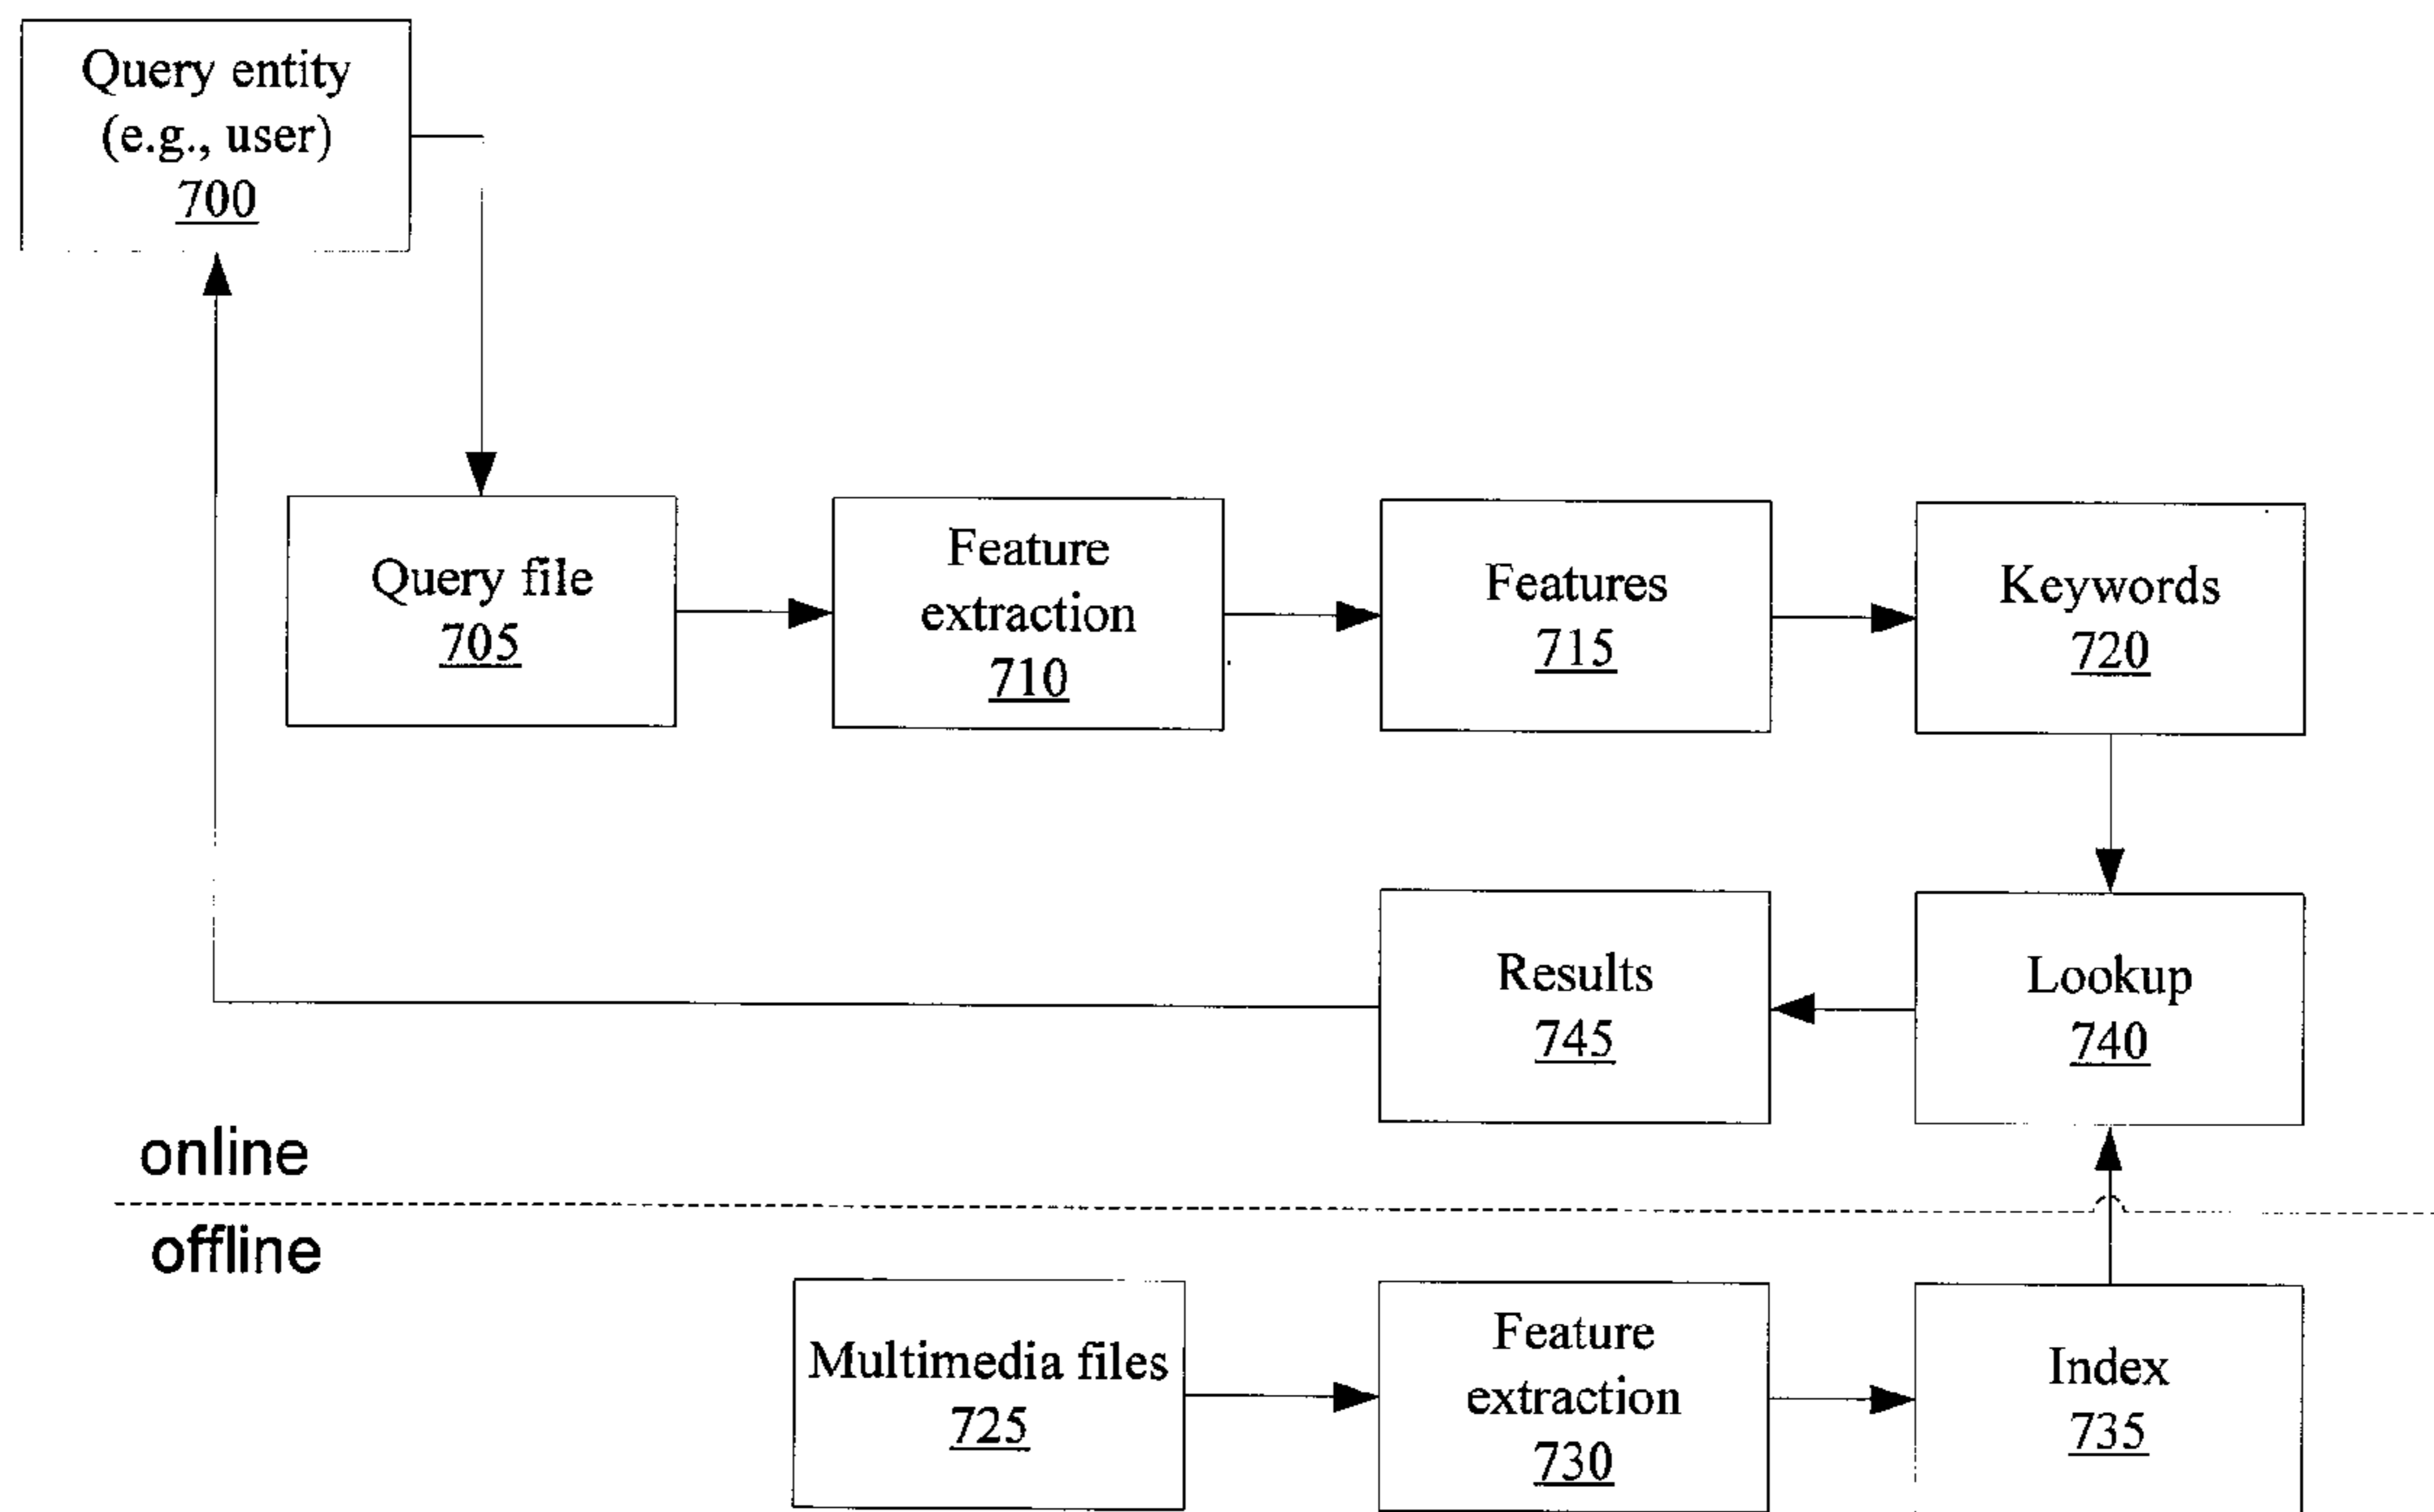 Query entity
(e.g., user)
700
Query file
705
Feature
extraction
710
Features
715
Keywords
720
Results
745
Lookup
740
online
offline
Multimedia files
725
Feature
extraction
730
Index
735